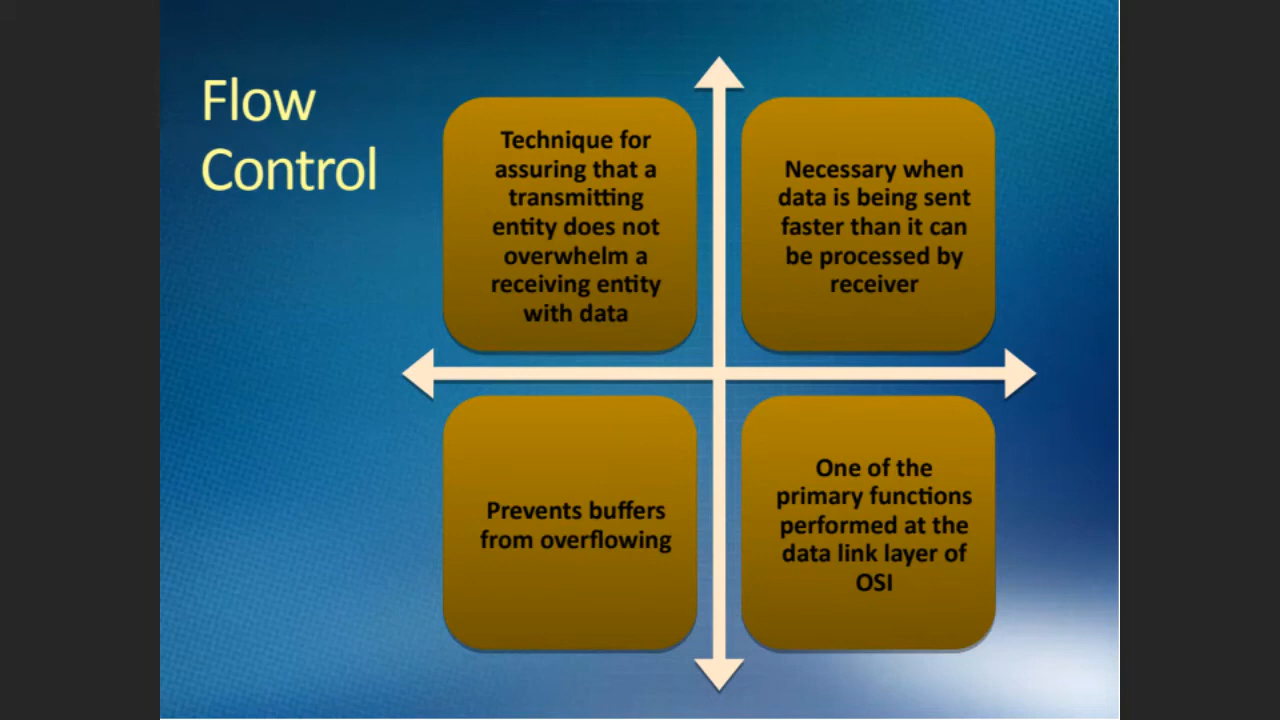 Flow
Control
Technique for
assuring that a
transmitting
entity does not
overwhelm a
receiving entity
with data
Necessary when
data is being sent
faster than it can
be processed by
receiver
Prevents buffers
from overflowing
One of the
primary functions
performed at the
data link layer of
OSI